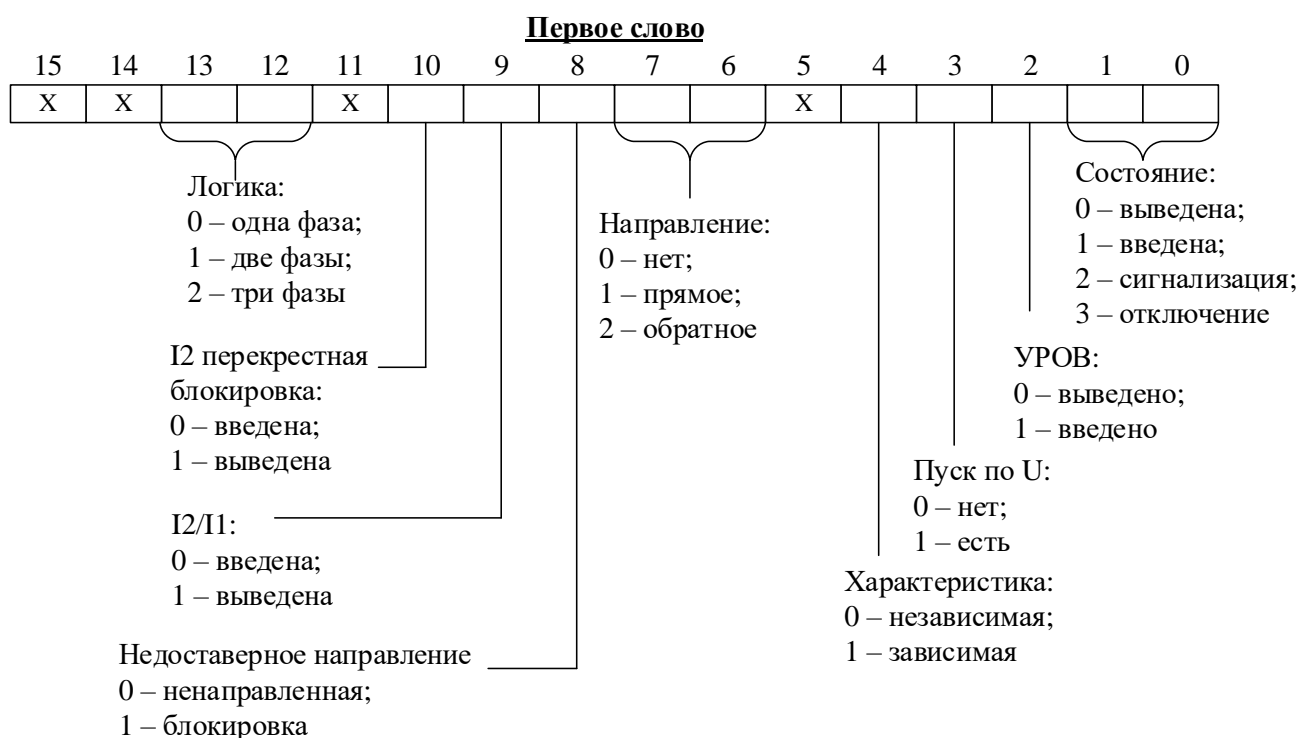 Первое слово
15 14 13 12 11 10 9 8 7 6 5 4 3 2 1 0
X X X X
Логика:
0 – одна фаза;
1 – две фазы;
2 – три фазы
I2 перекрестная
блокировка:
0 – введена;
1 – выведена
I2/I1:
0 – введена;
1 – выведена
Недоставерное направление
0 – ненаправленная;
1 – блокировка
Направление:
0 – нет;
1 – прямое;
2 – обратное
Характеристика:
0 – независимая;
1 – зависимая
Пуск по U:
0 – нет;
1 – есть
УРОВ:
0 – выведено;
1 – введено
Состояние:
0 – выведена;
1 – введена;
2 – сигнализация;
3 – отключение